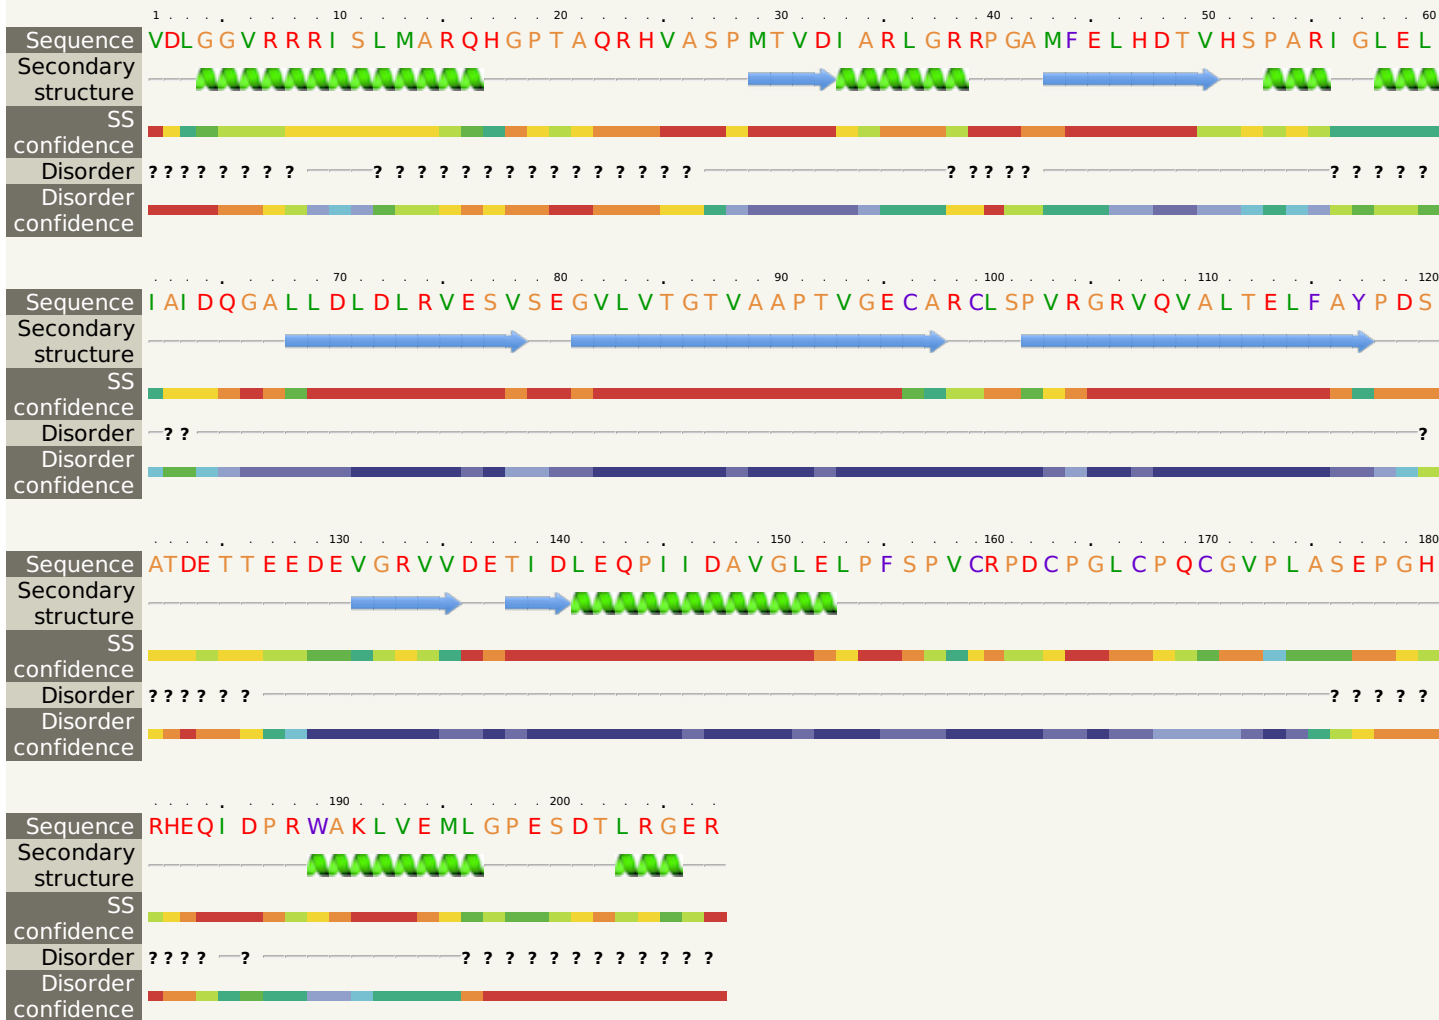 1 10 20 30 40 50 60
Sequence VDLGGVRRRISLMARQHGPTAQRHVASPMTVDIARLGRRPGAMFELHDTVHSPARIGLEL
Secondary
structure
SS
confidence
Disorder ? ? ? ? ? ? ? ? ? ? ? ? ? ? ? ? ? ? ? ? ? ? ? ? ? ? ? ? ? ? ? ? ?
Disorder
confidence
70 80 90 100 110 120
Sequence IAIDQGALLDLDLRVESVSEGVLVTGTVAAPTVGECARCLSPVRGRVQVALTELFAYPDS
Secondary
structure
SS
confidence
Disorder ? ? ?
Disorder
confidence
130 140 150 160 170 180
Sequence ATDETTEEDEVGRVVDETIDLEQPIIDAVGLELPFSPVCRPDCPGLCPQCGVPLASEPGH
Secondary
structure
SS
confidence
Disorder ? ? ? ? ? ? ? ? ? ? ?
Disorder
confidence
190 200
Sequence RHEQIDPRWAKLVEMLGPESDTLRGER
Secondary
structure
SS
confidence
Disorder ? ? ? ? ? ? ? ? ? ? ? ? ? ? ? ? ?
Disorder
confidence